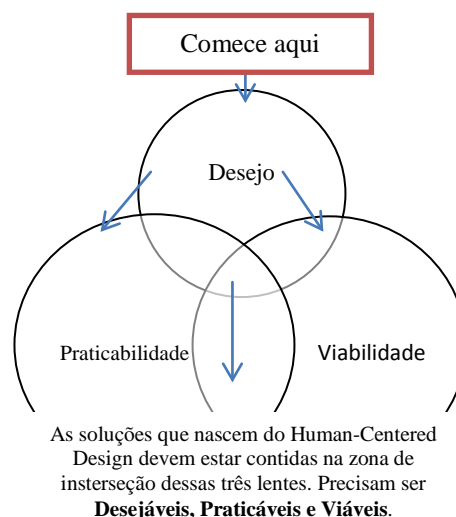 Comece aqui
Desejo
Praticabilidade
Viabilidade
As soluções que nascem do Human-Centered
Design devem estar contidas na zona de
insterseção dessas três lentes. Precisam ser
Desejáveis, Praticáveis e Viáveis.